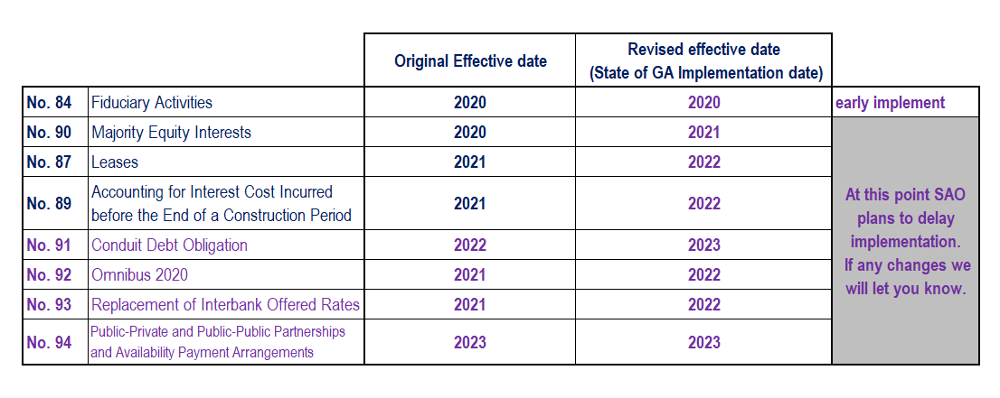 Original Effective date
Revised effective date
(State of GA Implementation date)
No. 84 Fiduciary Activities 2020 2020 early implement
No. 90 Majority Equity Interests 2020 2021
No. 87 Leases 2021 2022
No. 89 Accounting for Interest Cost Incurred
before the End of a Construction Period 2021 2022
No. 91 Conduit Debt Obligation 2022 2023
No. 92 Omnibus 2020 2021 2022
No. 93 Replacement of Interbank Offered Rates 2021 2022
No. 94 Public-Private and Public-Public Partnerships
and Availability Payment Arrangements 2023 2023
At this point SAO
plans to delay
implementation.
If any changes we
will let you know.